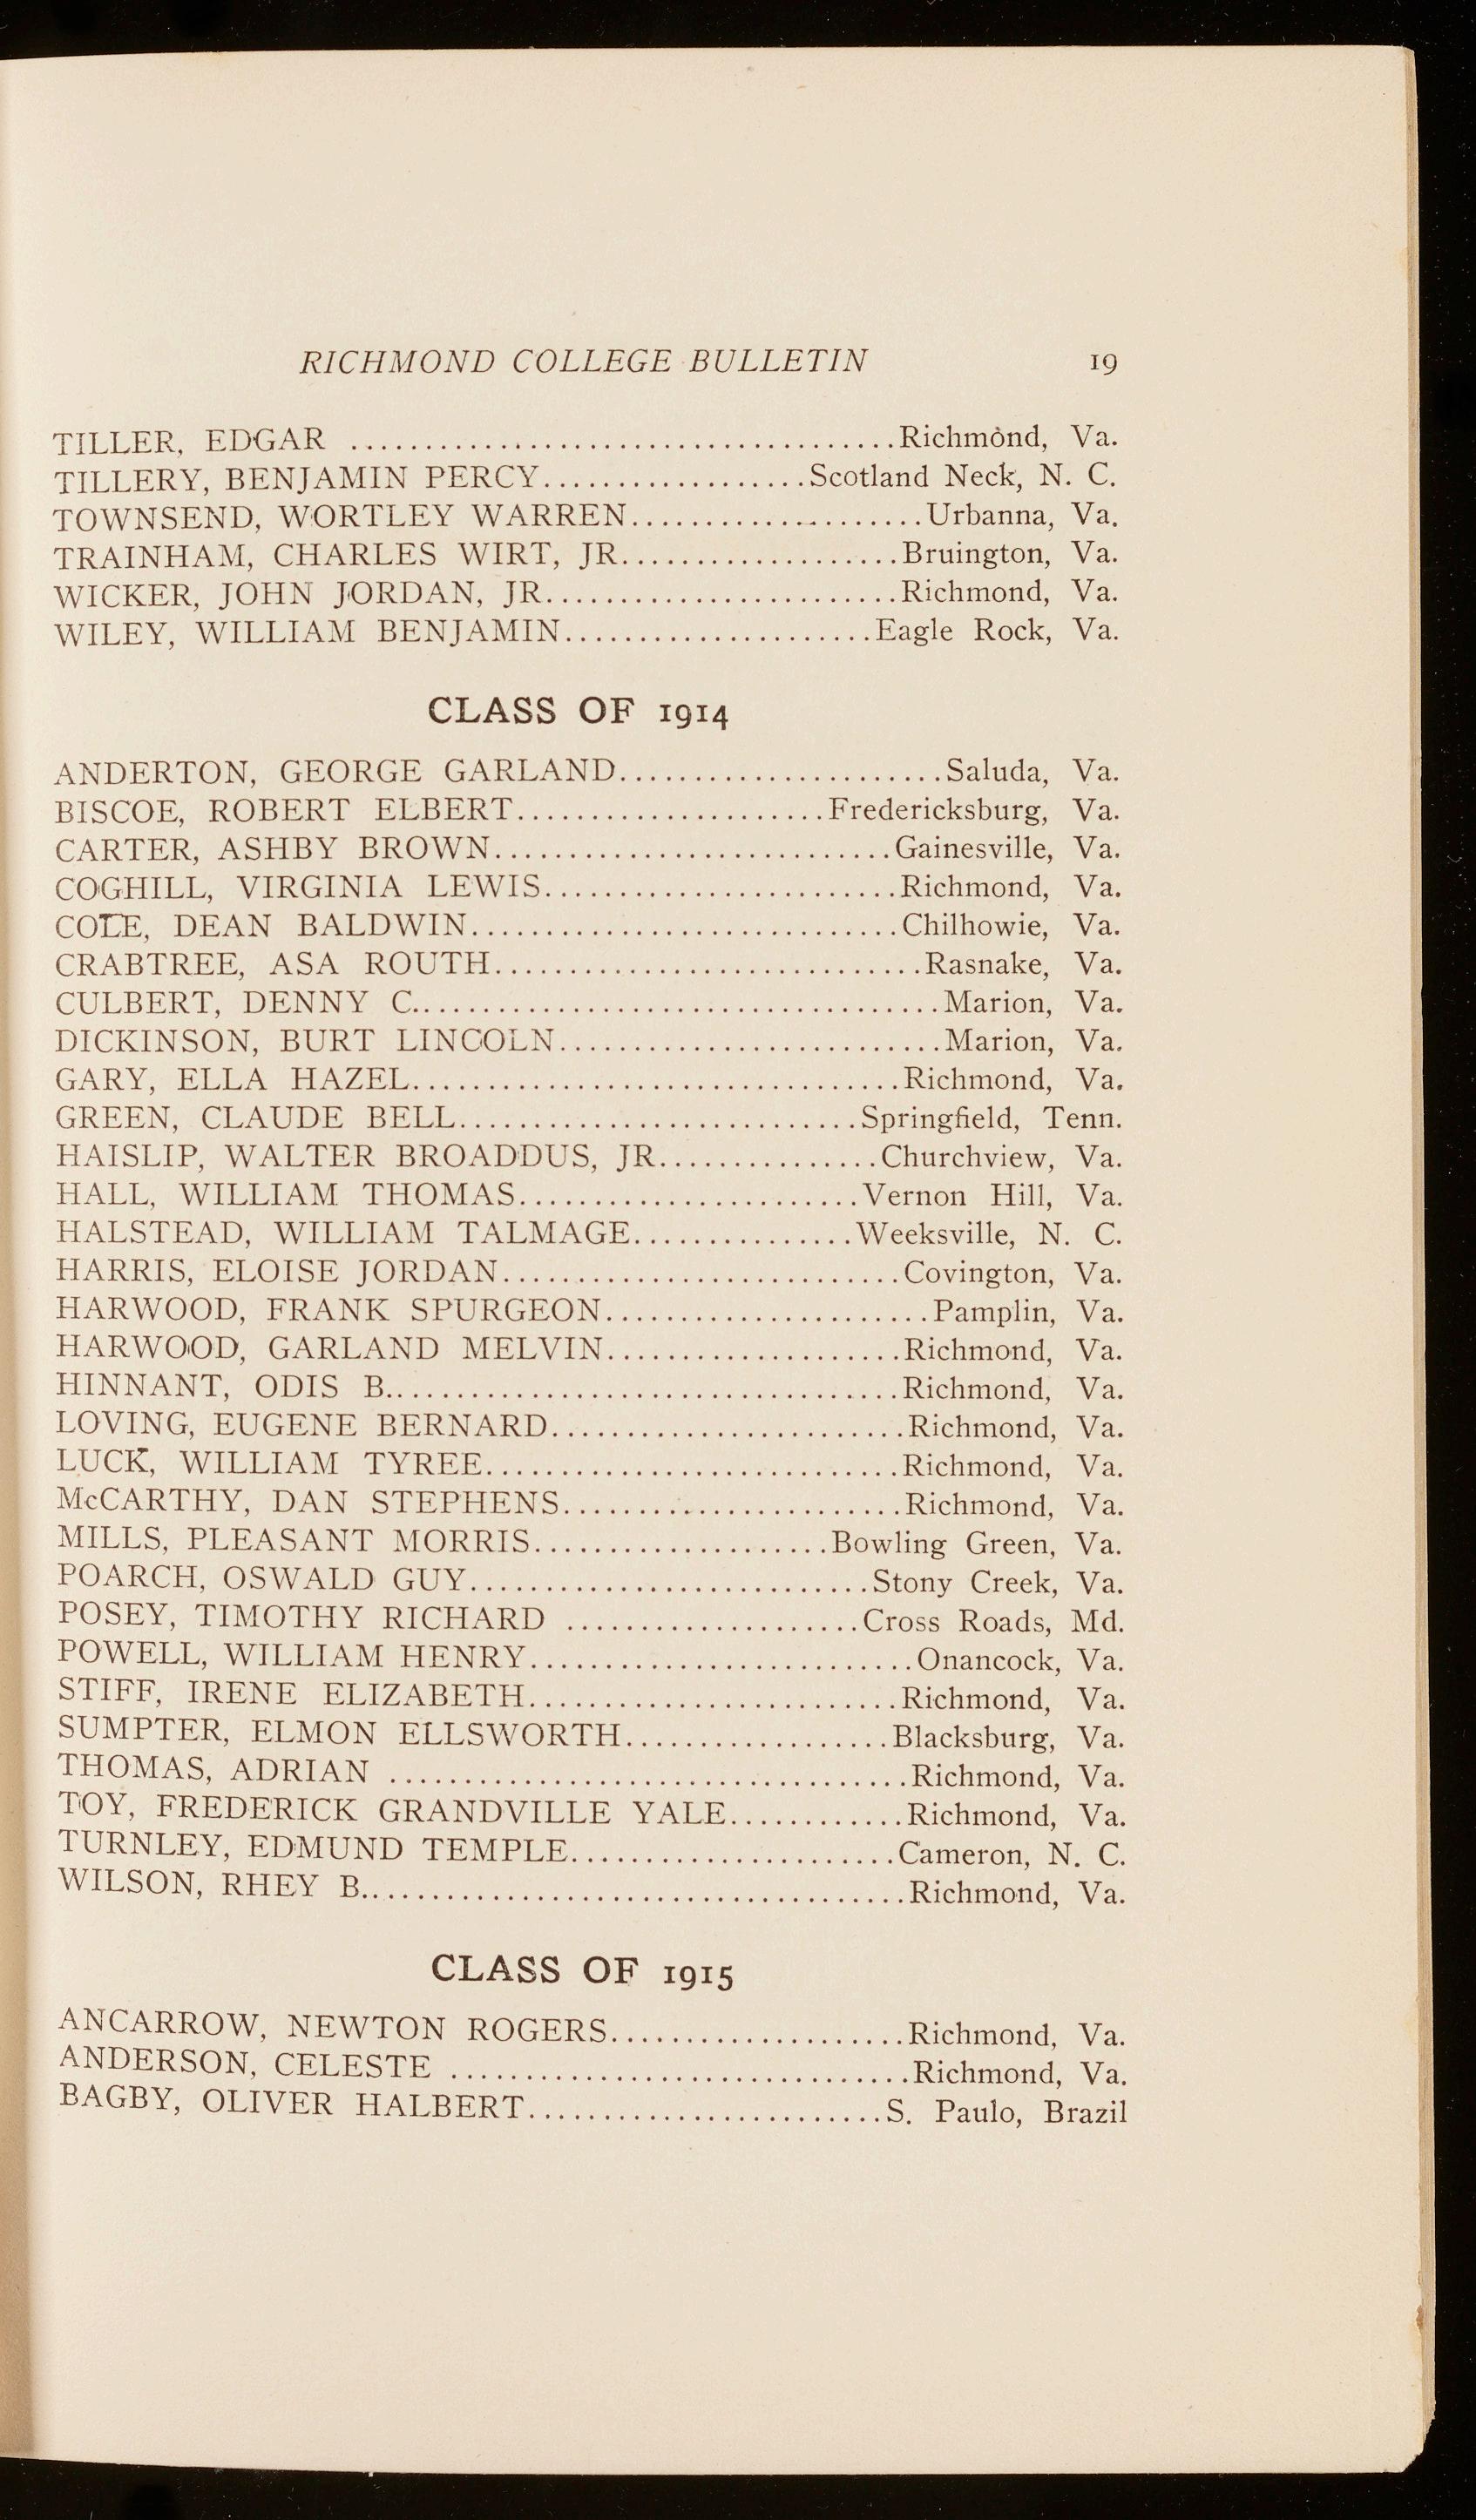 RICHMOND COLLEGE BULLETIN 19
TILLER, EDGAR ..................................... Richmond, Va.
TILLERY, BENJAMIN PERCY.................. Scotland Neck, N. C.
TOWNSEND, WORTLEY WARREN.................... Urbanna, Va.
TRAINHAM, CHARLES WIRT, JR................... Bruington, Va.
WICKER, JOHN JORDAN, JR........................ Richmond, Va.
WILEY, WILLIAM BENJAMIN..................... Eagle Rock, Va.
CLASS OF 1914
ANDERTON, GEORGE GARLAND...................... Saluda, Va.
BISCOE, ROBERT ELBERT..................... Fredericksburg, Va.
CARTER, ASHBY BROWN........................... Gainesville, Va.
COGHILL, VIRGINIA LEWIS........................ Richmond, Va.
COLE, DEAN BALDWIN............................. Chilhowie, Va.
CRABTREE, ASA ROUTH............................. Rasnake, Va.
CULBERT, DENNY C.................................... Marion, Va.
DICKINSON, BURT LINCOLN.......................... Marion, Va.
GARY, ELLA HAZEL................................. Richmond, Va.
GREEN, CLAUDE BELL........................... Springfield, Tenn.
HAISLIP, WALTER BROADDUS, JR............... Churchview, Va.
HALL, WILLIAM THOMAS....................... Vernon Hill, Va.
HALSTEAD, WILLIAM TALMAGE............... Weeksville, N. C.
HARRIS, ELOISE JORDAN........................... Covington, Va.
HARWOOD, FRANK SPURGEON...................... Pamplin, Va.
HARWOOD, GARLAND MELVIN.................... Richmond, Va.
HINNANT, ODIS B................................... Richmond, Va.
LOVING, EUGENE BERNARD........................ Richmond, Va.
LUCK, WILLIAM TYREE............................ Richmond, Va.
McCARTHY, DAN STEPHENS....................... Richmond, Va.
MILLS, PLEASANT MORRIS.................... Bowling Green, Va.
POARCH, OSWALD GUY........................... Stony Creek, Va.
POSEY, TIMOTHY RICHARD .................... Cross Roads, Md.
POWELL, WILLIAM HENRY.......................... Onancock, Va.
STIFF, IRENE ELIZABETH......................... Richmond, Va.
SUMPTER, ELMON ELLSWORTH.................. Blacksburg, Va.
THOMAS, ADRIAN ................................... Richmond, Va.
TOY, FREDERICK GRANDVILLE YALE............ Richmond, Va.
TURNLEY, EDMUND TEMPLE...................... Cameron, N. C.
WILSON, RHEY B..................................... Richmond, Va.
CLASS OF 1915
ANCARROW, NEWTON ROGERS.................... Richmond, Va.
ANDERSON, CELESTE ............................... Richmond, Va.
BAGBY, OLIVER HALBERT........................ S. Paulo, Brazil